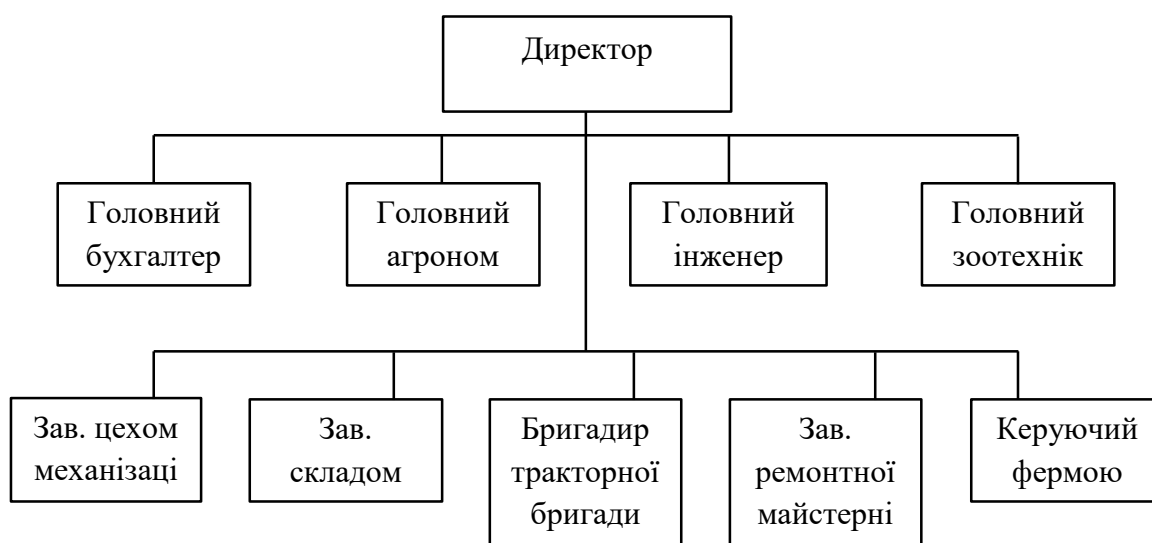 Директор
Головний
бухгалтер
Головний
агроном
Головний
інженер
Головний
зоотехнік
Зав. цехом
механізаці
Зав.
складом
Бригадир
тракторної
бригади
Зав.
ремонтної
майстерні
Керуючий
фермою